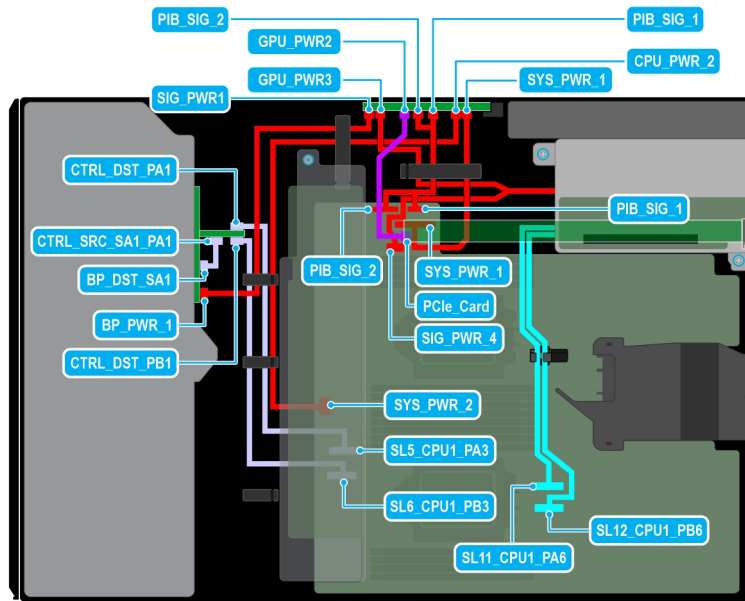 PIB_SIG_2
PIB_SIG_1
GPU_PWR2
CPU_PWR_2
GPU_PWR3
SYS_PWR_1
SIG_PWR1
CTRL_DST_PA1
PIB_SIG_1
CTRL_SRC_SA1_PA1
PIB_SIG_2
SYS_PWR_1
BP_DST_SA1
PCIe_Card
BP_PWR_1
SIG_PWR_4
CTRL_DST_PB1
SYS_PWR_2
SL5_CPU1_PA3
SL6_CPU1_PB3
SL12_CPU1_PB6
SL11_CPU1_PA6